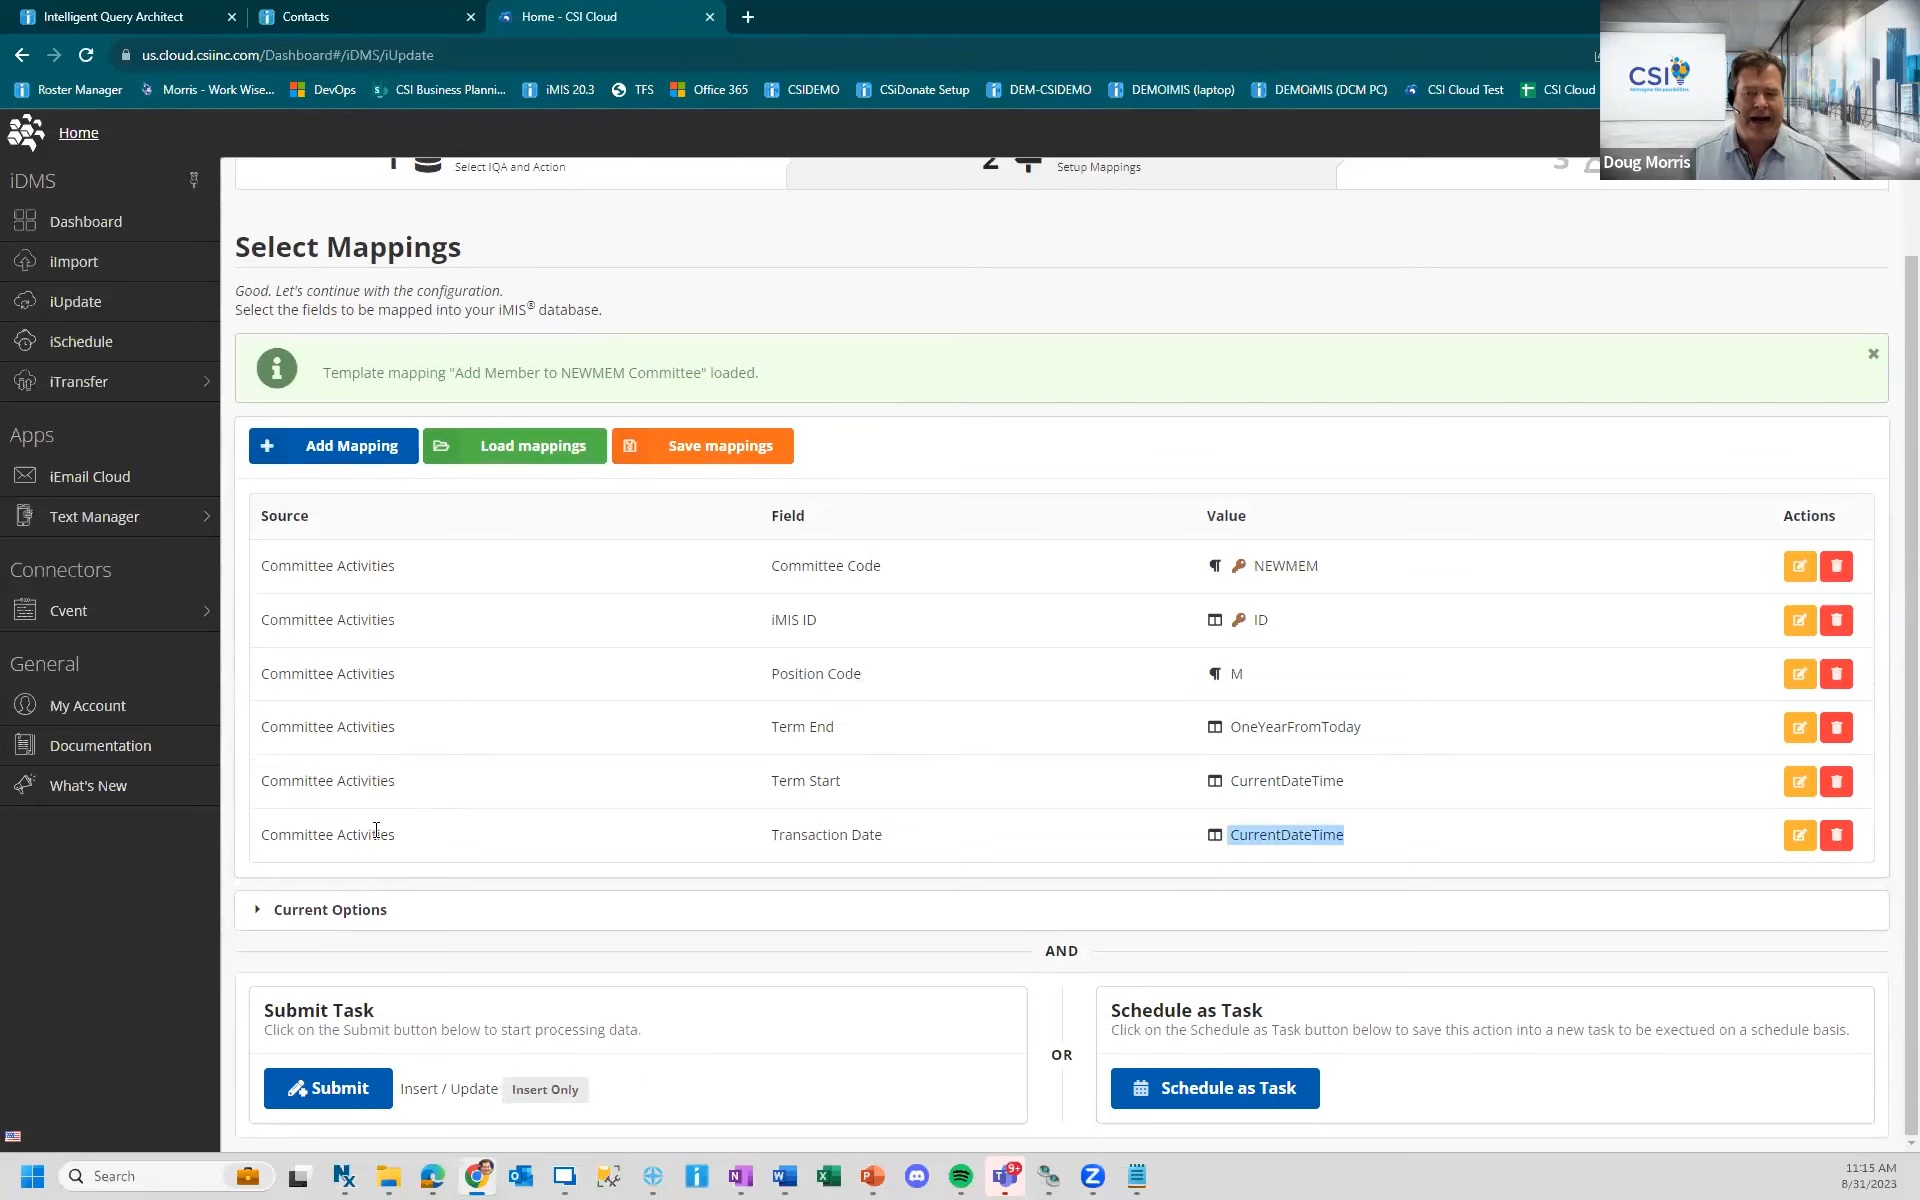 Intelligent Query Architect
Contacts
Home - CSI Cloud
us.cloud.csiinc.com/Dashboard#/iDMS/iUpdate
Roster Manager
Morris - Work Wise...
DevOps
CSI Business Planni...
iMIS 20.3
TFS
Office 365
CSIDEMO
CSiDonate Setup
DEM-CSIDEMO
DEMOIMIS (laptop)
DEMOiMIS (DCM PC)
CSI Cloud Test
CSI Cloud
CSI
Doug Morris
Home
iDMS
Dashboard
iImport
iUpdate
iSchedule
iTransfer
Apps
iEmail Cloud
Text Manager
Connectors
Cvent
General
My Account
Documentation
What's New
1 Select IQA and Action
2 Setup Mappings
3
Select Mappings
Good. Let's continue with the configuration.
Select the fields to be mapped into your iMIS® database.
Template mapping "Add Member to NEWMEM Committee" loaded.
Add Mapping
Load mappings
Save mappings
Source Field Value Actions
Committee Activities Committee Code NEWMEM
Committee Activities iMIS ID ID
Committee Activities Position Code M
Committee Activities Term End OneYearFromToday
Committee Activities Term Start CurrentDateTime
Committee Activities Transaction Date CurrentDateTime
Current Options
AND
Submit Task
Click on the Submit button below to start processing data.
Submit Insert / Update Insert Only
OR
Schedule as Task
Click on the Schedule as Task button below to save this action into a new task to be exectued on a schedule basis.
Schedule as Task
Search
9+
11:15 AM
8/31/2023